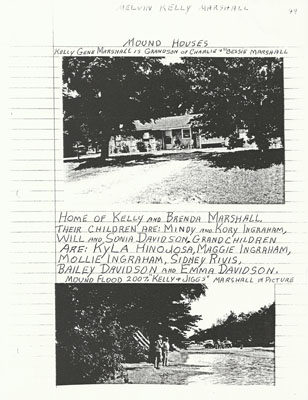 MELVIN KELLY MARSHALL
MOUND HOUSES
KELLY GENE MARSHALL IS GRANDSON OF CHARLIE + BESSIE MARSHALL
HOME OF KELLY AND BRENDA MARSHALL
THEIR CHILDREN ARE: MINDY AND KORY INGRAHAM,
WILL AND SONIA DAVIDSON. GRANDCHILDREN
ARE: KYLA HINOJOSA, MAGGIE INGRAHAM,
MOLLIE INGRAHAM, SIDNEY RIVIS,
BAILEY DAVIDSON AND EMMA DAVIDSON.
MOUND FLOOD 2007. KELLY + JIGGS MARSHALL IN PICTURE